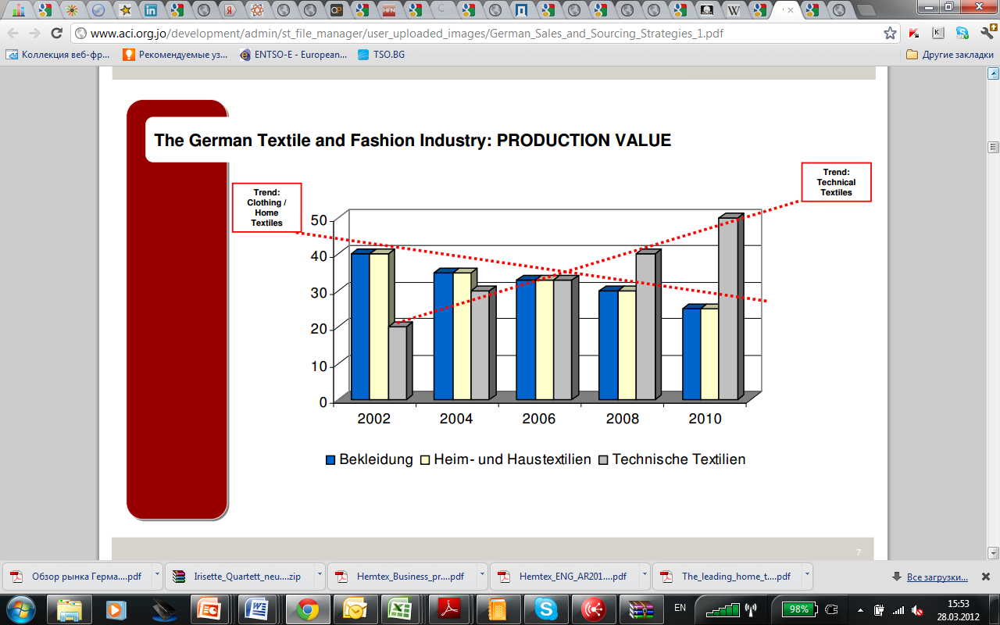 www.aci.org.jo/development/admin/st_file_manager/user_uploaded_images/German_Sales_and_Sourcing_Strategies_1.pdf
Коллекция веб-фр...
Рекомендуемые уз...
ENTSO-E - European...
TSO.BG
Другие закладки
The German Textile and Fashion Industry: PRODUCTION VALUE
Trend:
Clothing /
Home
Textiles
Trend:
Technical
Textiles
50
40
30
20
10
0
2002 2004 2006 2008 2010
Bekleidung Heim- und Haustextilien Technische Textilien
7
Обзор рынка Герма....pdf
Irisette_Quartett_neu....zip
Hemtex_Business_pr....pdf
Hemtex_ENG_AR201....pdf
The_leading_home_t....pdf
Все загрузки...
EN
98%
15:53
28.03.2012